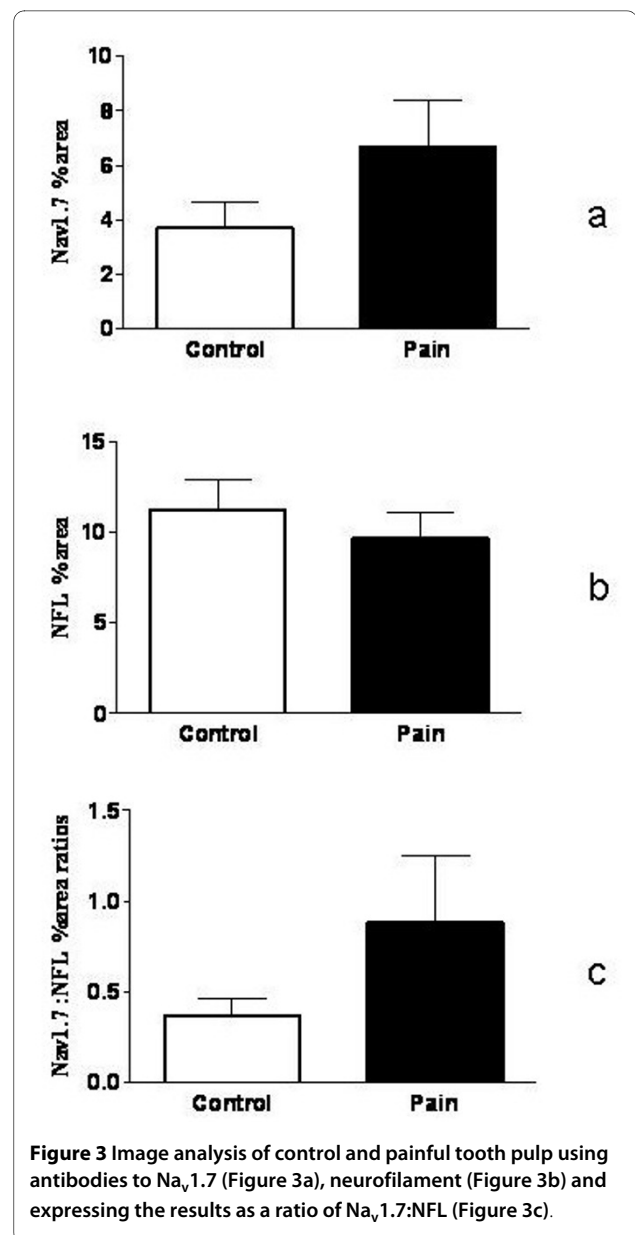 10
8
6
4
2
0
Nav1.7 %area
Control Pain
a
15
10
5
0
NFL %area
Control Pain
b
1.5
1.0
0.5
0.0
Nav1.7 :NFL %area ratios
Control Pain
c
Figure 3 Image analysis of control and painful tooth pulp using
antibodies to Nav1.7 (Figure 3a), neurofilament (Figure 3b) and
expressing the results as a ratio of Nav1.7:NFL (Figure 3c).